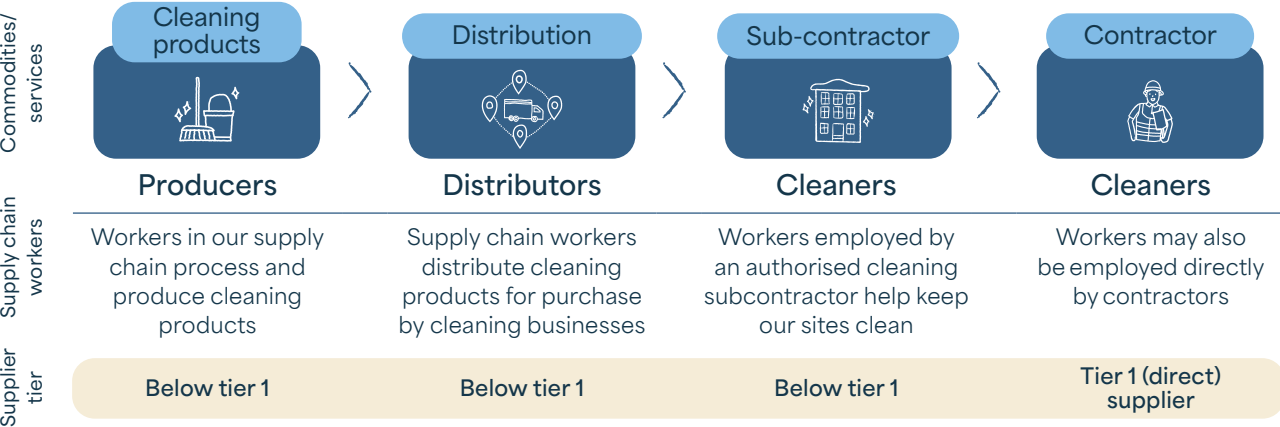 Commodities/
services
Cleaning
products
Distribution
Sub-contractor
Contractor
Producers
Distributors
Cleaners
Cleaners
Supply chain
workers
Workers in our supply
chain process and
produce cleaning
products
Supply chain workers
distribute cleaning
products for purchase
by cleaning businesses
Workers employed by
an authorised cleaning
subcontractor help keep
our sites clean
Workers may also
be employed directly
by contractors
Supplier
tier
Below tier 1
Below tier 1
Below tier 1
Tier 1 (direct)
supplier